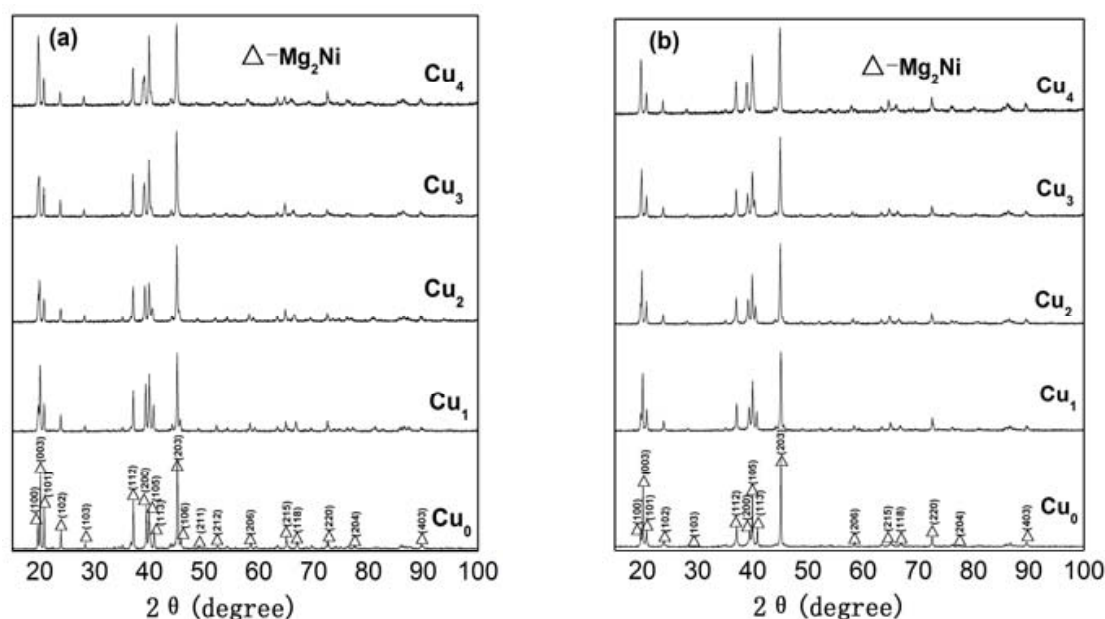 (a)
△–Mg₂Ni
Cu₄
Cu₃
Cu₂
Cu₁
Cu₀
(100)
(003)
(101)
(102)
(103)
(112)
(200)
(105)
(113)
(203)
(106)
(211)
(212)
(206)
(215)
(118)
(220)
(204)
(403)
20 30 40 50 60 70 80 90 100
2 θ (degree)
(b)
△–Mg₂Ni
Cu₄
Cu₃
Cu₂
Cu₁
Cu₀
(100)
(003)
(101)
(102)
(103)
(112)
(200)
(105)
(113)
(203)
(206)
(215)
(118)
(220)
(204)
(403)
20 30 40 50 60 70 80 90 100
2 θ (degree)